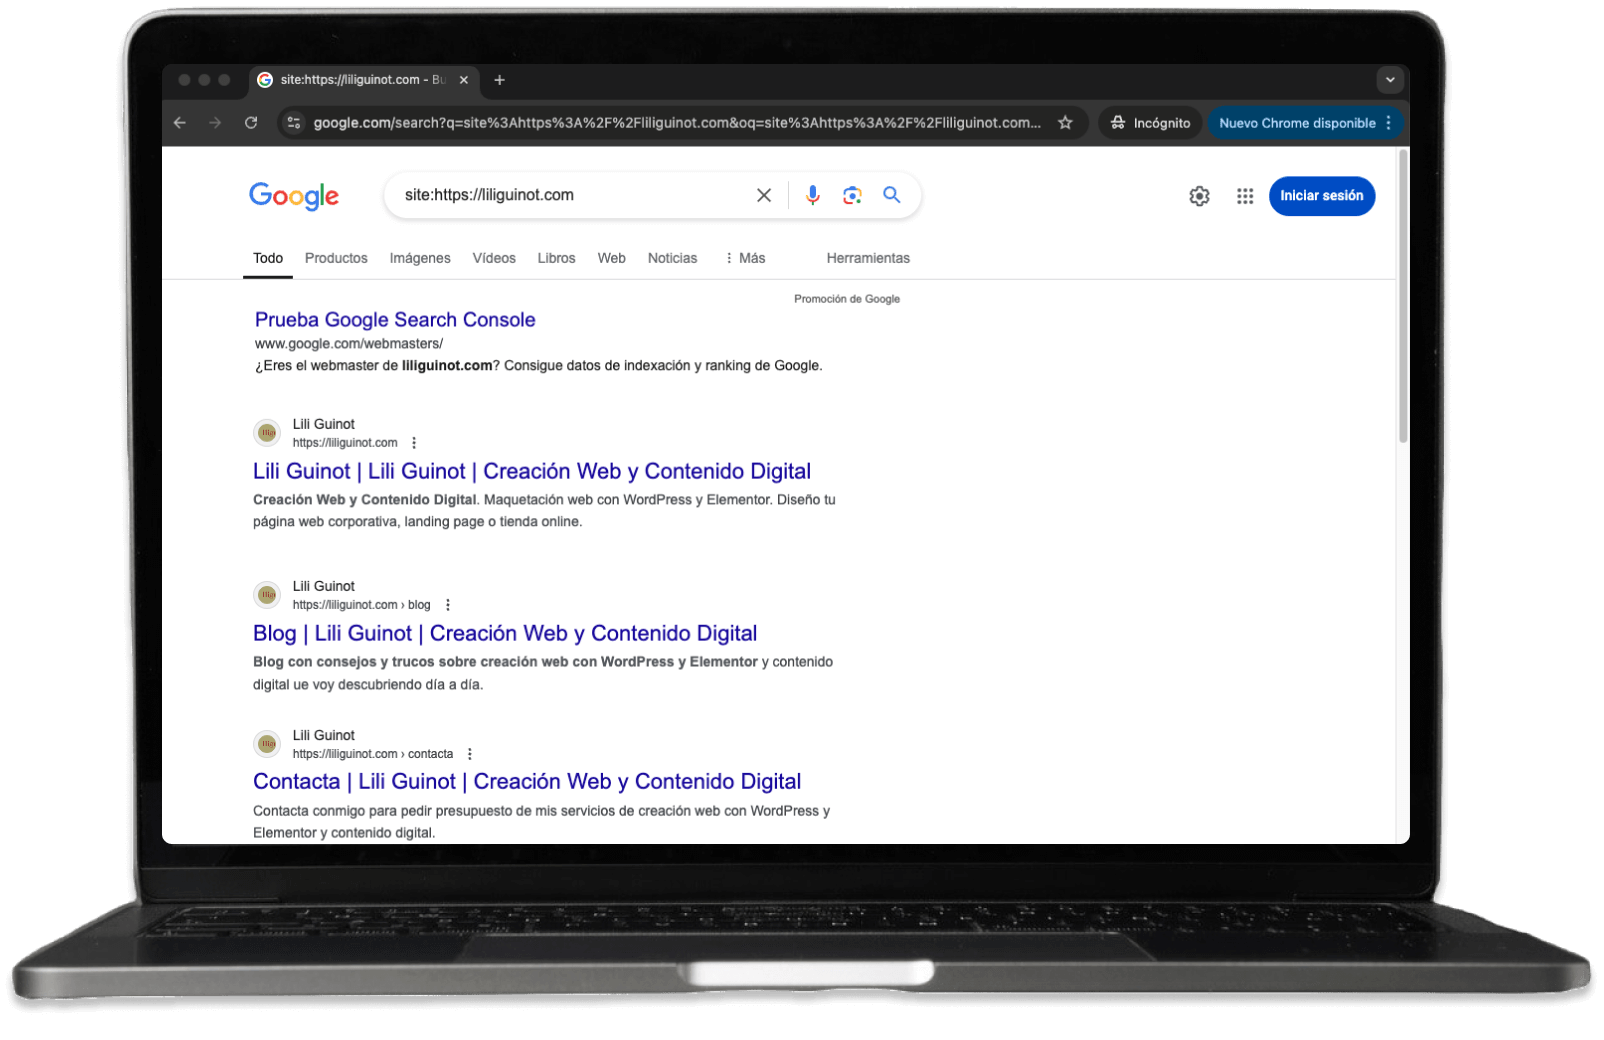 site:https://liliguinot.com - Bu
google.com/search?q=site%3Ahttps%3A%2F%2Fliliguinot.com&oq=site%3Ahttps%3A%2F%2Fliliguinot.com...
Incógnito
Nuevo Chrome disponible
Google
site:https://liliguinot.com
Iniciar sesión
Todo Productos Imágenes Vídeos Libros Web Noticias Más Herramientas
Promoción de Google
Prueba Google Search Console
www.google.com/webmasters/
¿Eres el webmaster de liliguinot.com? Consigue datos de indexación y ranking de Google.
Lili Guinot
https://liliguinot.com
Lili Guinot | Lili Guinot | Creación Web y Contenido Digital
Creación Web y Contenido Digital. Maquetación web con WordPress y Elementor. Diseño tu
página web corporativa, landing page o tienda online.
Lili Guinot
https://liliguinot.com › blog
Blog | Lili Guinot | Creación Web y Contenido Digital
Blog con consejos y trucos sobre creación web con WordPress y Elementor y contenido
digital ue voy descubriendo día a día.
Lili Guinot
https://liliguinot.com › contacta
Contacta | Lili Guinot | Creación Web y Contenido Digital
Contacta conmigo para pedir presupuesto de mis servicios de creación web con WordPress y
Elementor y contenido digital.